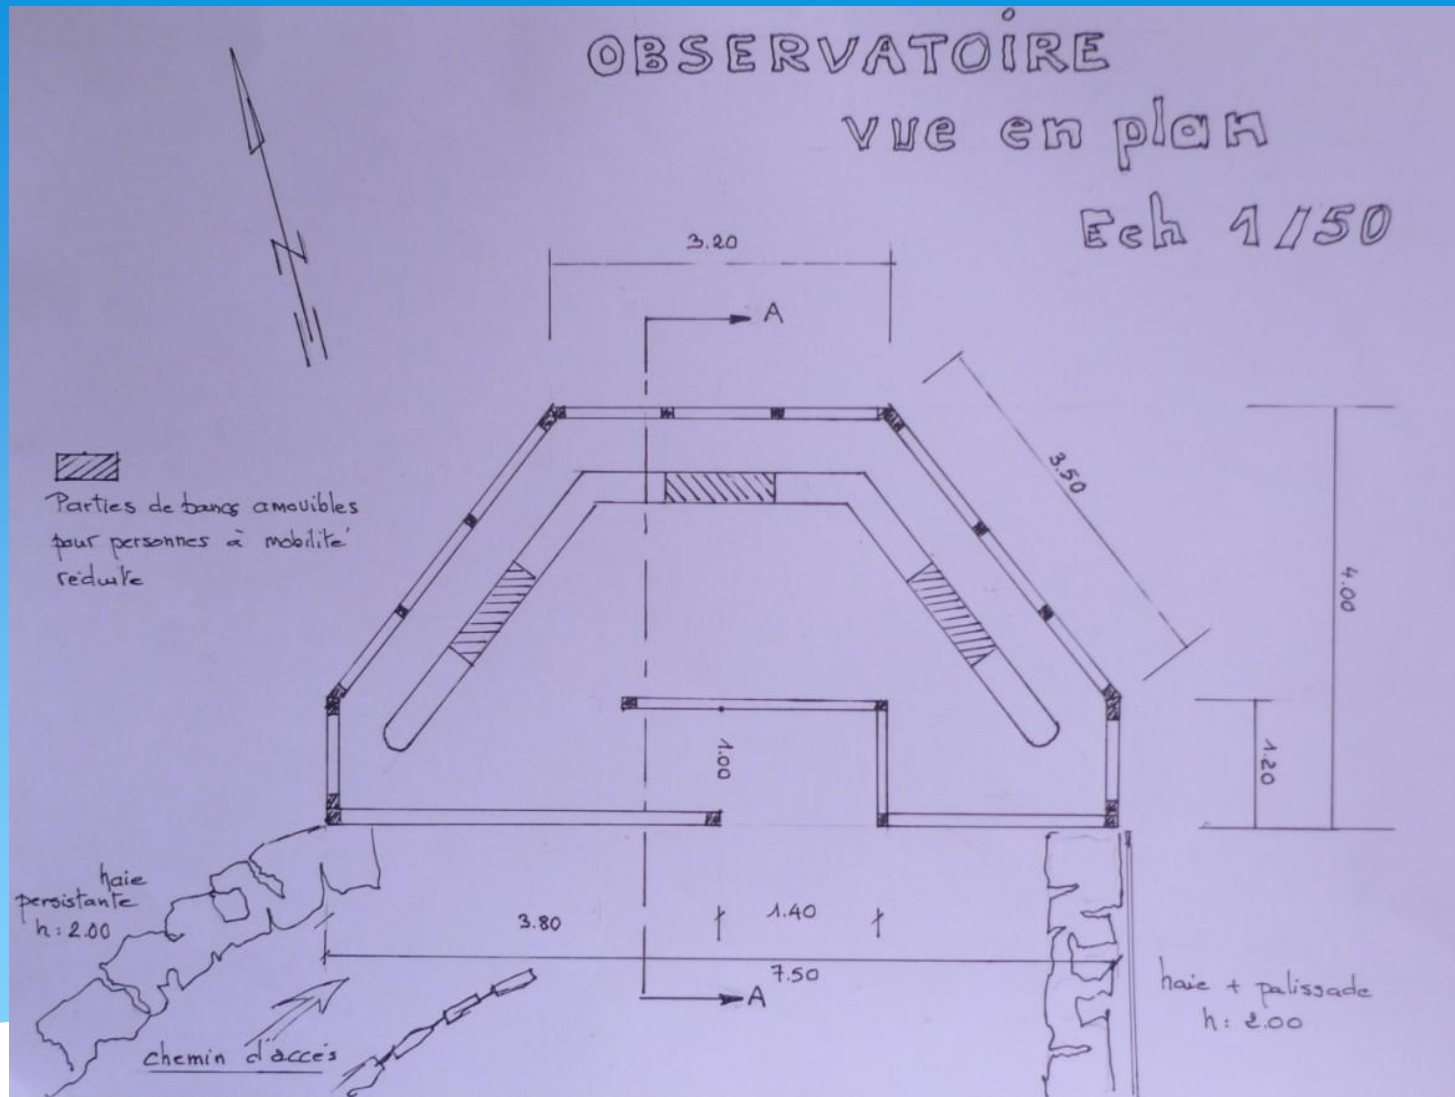 OBSERVATOIRE
vue en plan
Ech 1/50
3.20
A
3.50
Parties de bancs amovibles
pour personnes à mobilité
réduite
4.00
1.20
1.00
haie
persistante
h: 2.00
3.80
1.40
7.50
A
haie + palissade
h: 2.00
chemin d'accés